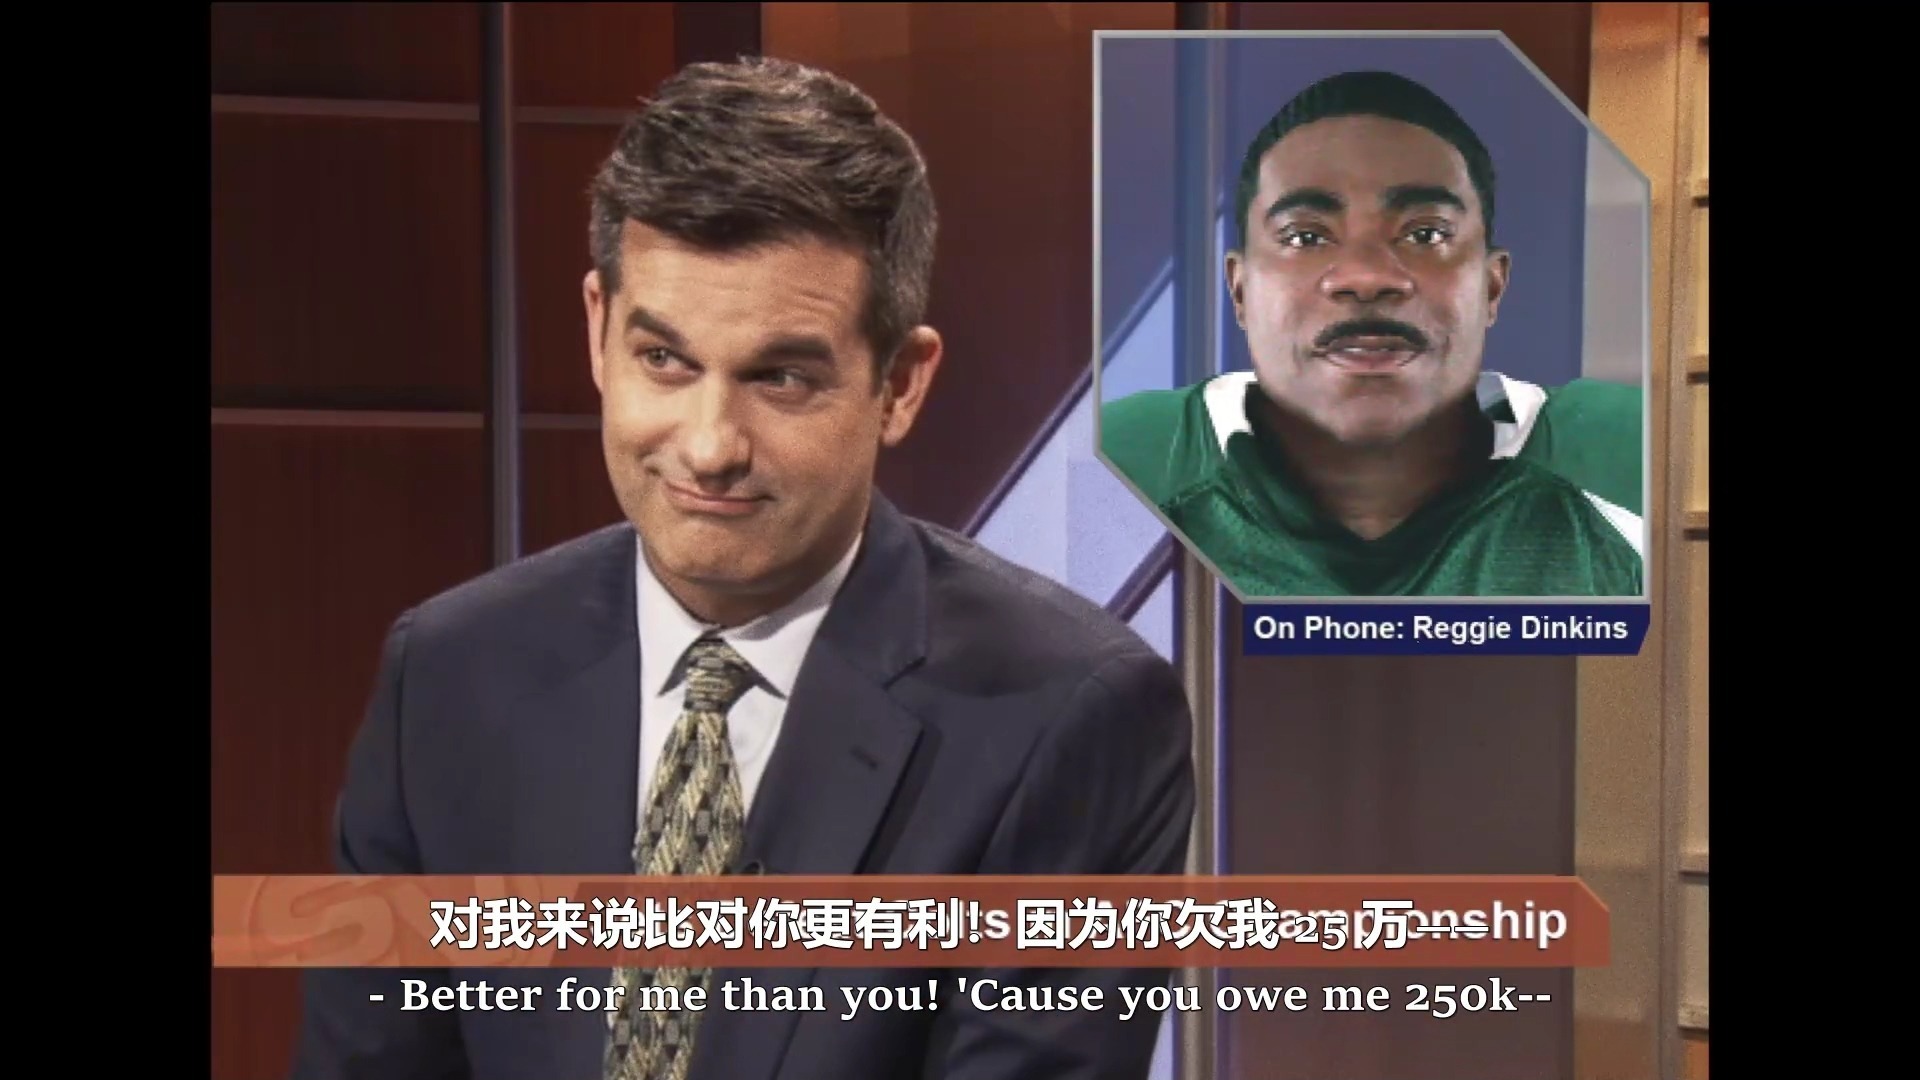 On Phone: Reggie Dinkins
对我来说比对你更有利！因为你欠我 25 万——
Championship
- Better for me than you! 'Cause you owe me 250k--